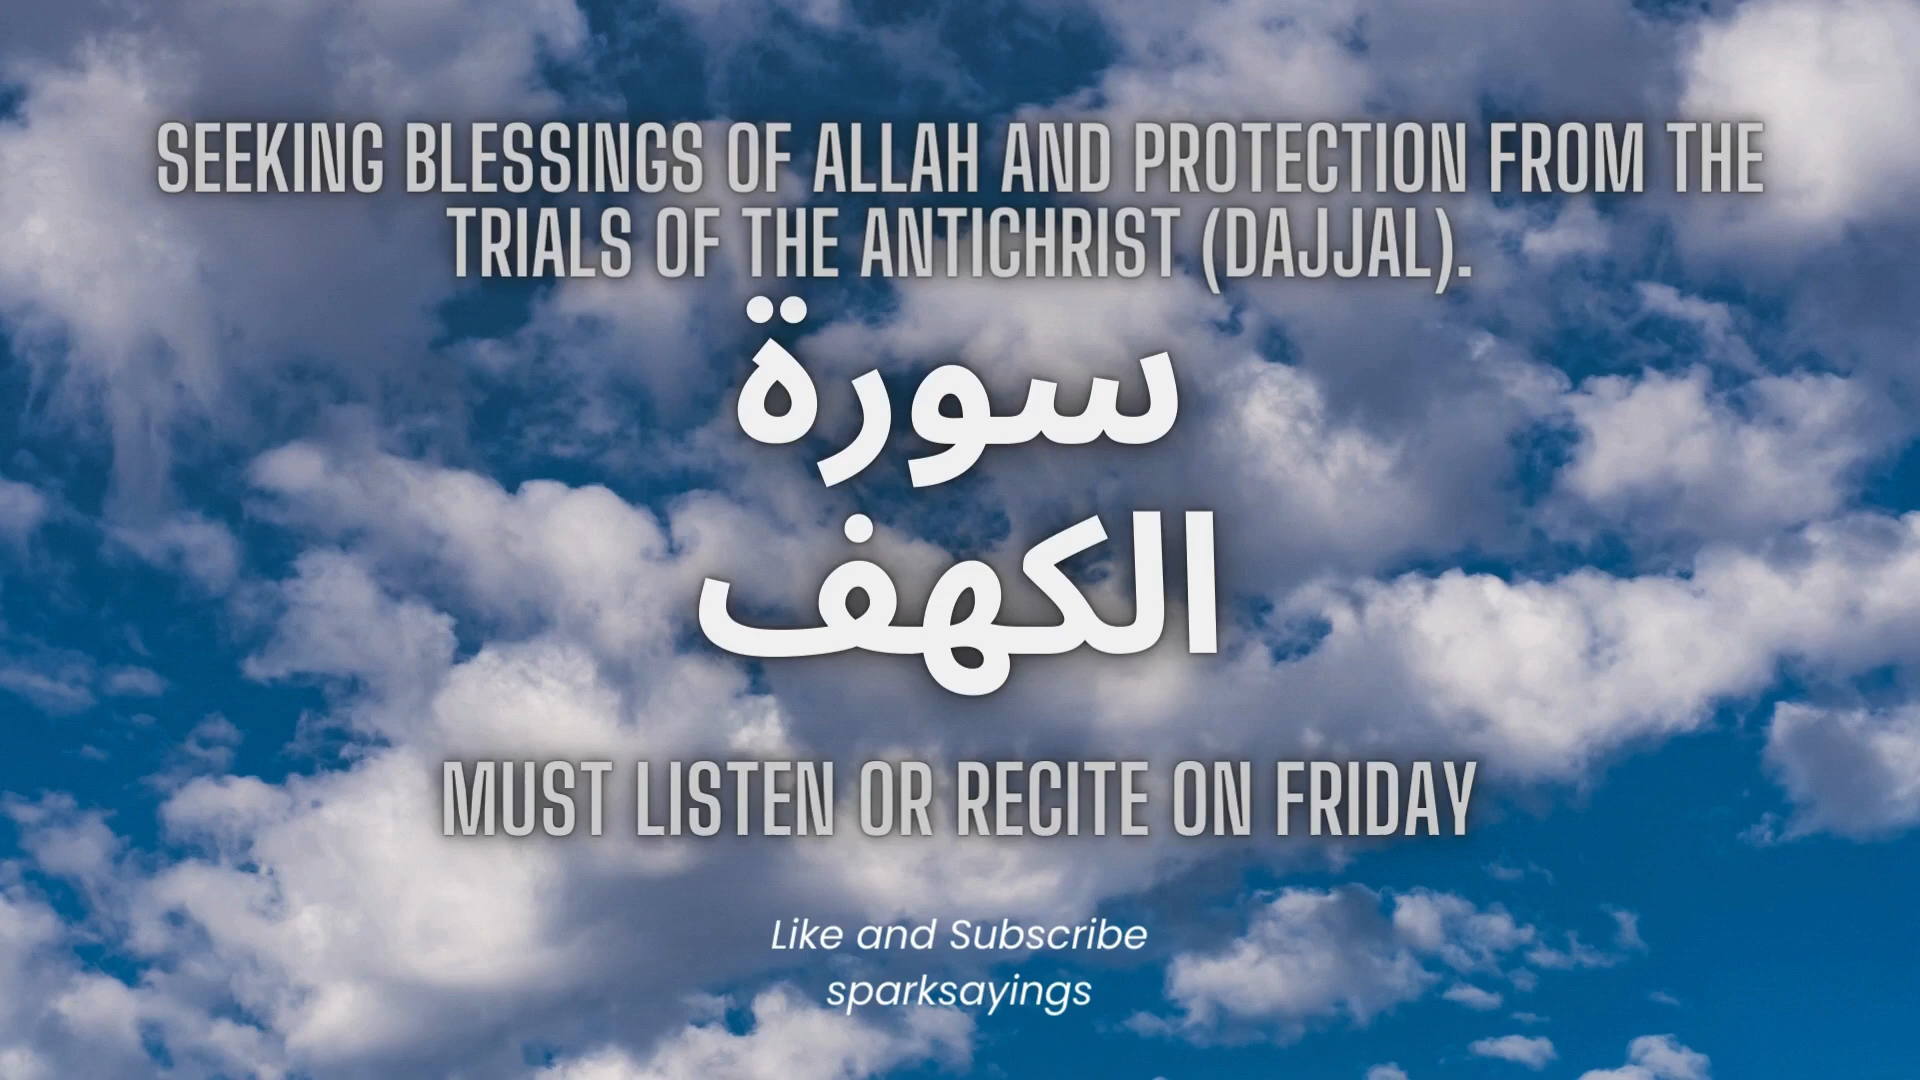 SEEKING BLESSINGS OF ALLAH AND PROTECTION FROM THE
TRIALS OF THE ANTICHRIST (DAJJAL).
سورة
الكهف
MUST LISTEN OR RECITE ON FRIDAY
Like and Subscribe
sparksayings